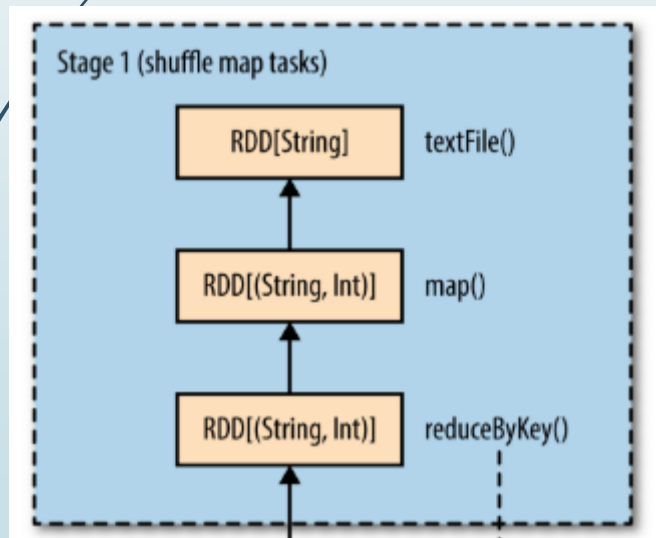 Stage 1 (shuffle map tasks)
RDD[String] textFile()
RDD[(String, Int)] map()
RDD[(String, Int)] reduceByKey()